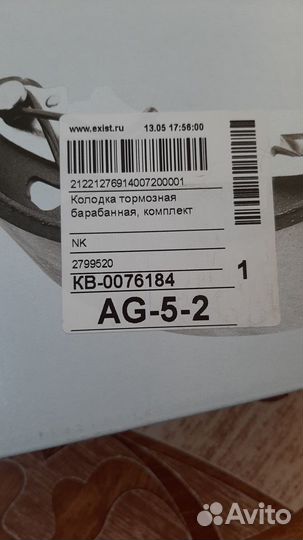 www.exist.ru 13.05 17:56:00
21221276914007200001
Колодка тормозная
барабанная, комплект
NK
2799520
КВ-0076184
1
AG-5-2
Avito